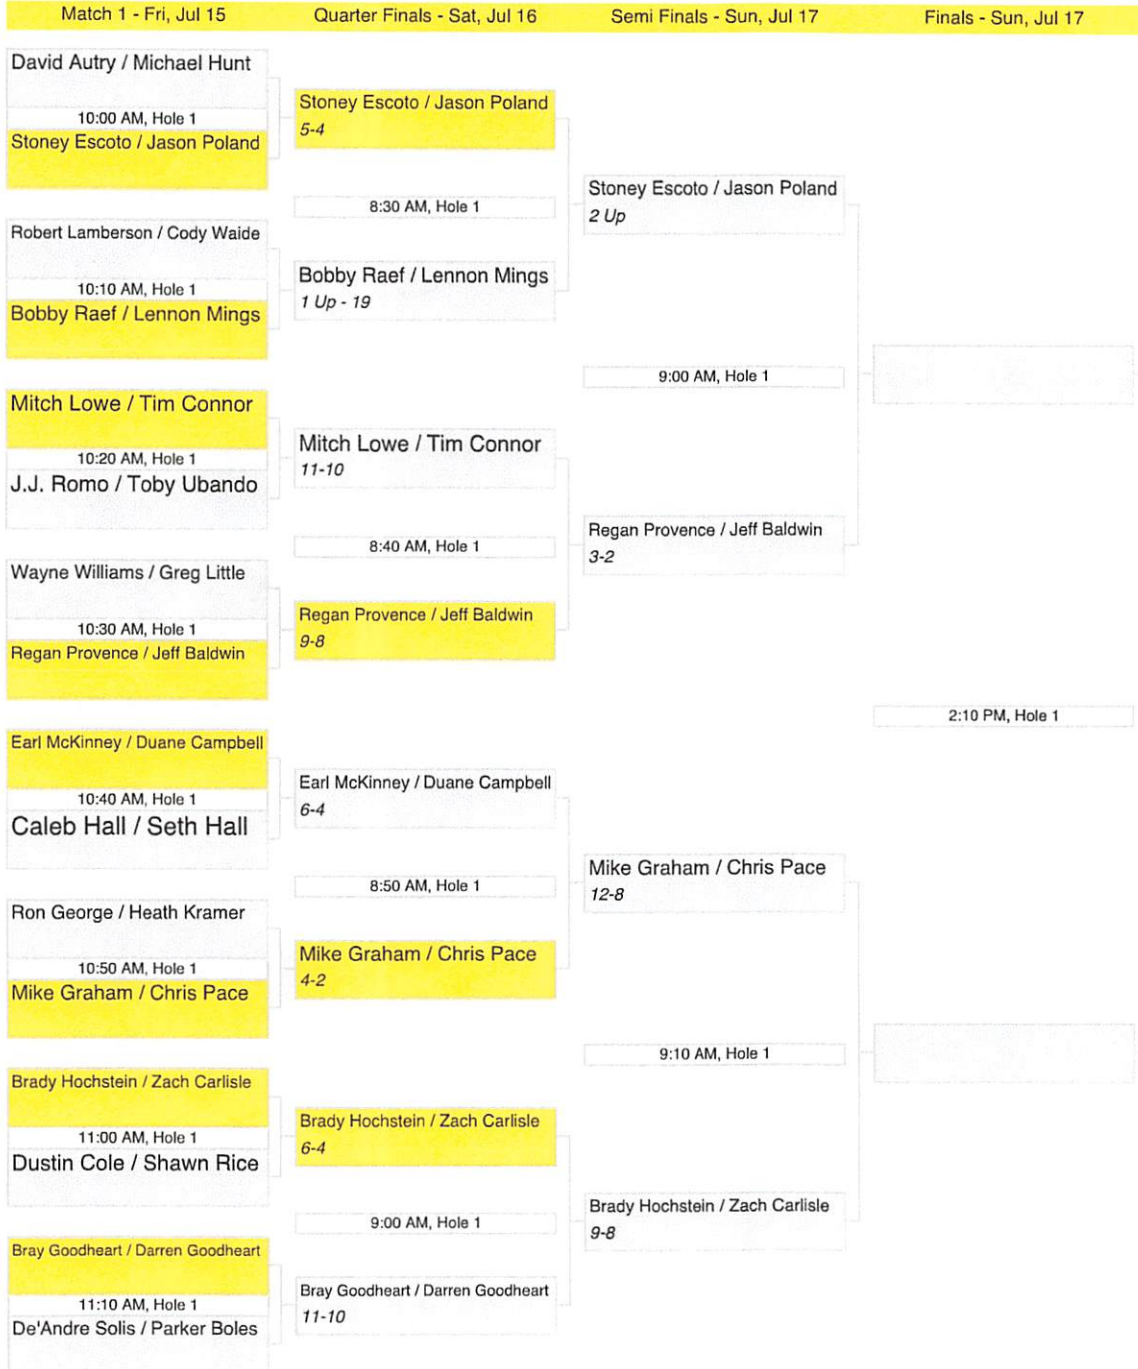 Match 1 - Fri, Jul 15
Quarter Finals - Sat, Jul 16
Semi Finals - Sun, Jul 17
Finals - Sun, Jul 17
David Autry / Michael Hunt
10:00 AM, Hole 1
Stoney Escoto / Jason Poland
Robert Lamberson / Cody Waide
10:10 AM, Hole 1
Bobby Raef / Lennon Mings
Mitch Lowe / Tim Connor
10:20 AM, Hole 1
J.J. Romo / Toby Ubando
Wayne Williams / Greg Little
10:30 AM, Hole 1
Regan Provence / Jeff Baldwin
Earl McKinney / Duane Campbell
10:40 AM, Hole 1
Caleb Hall / Seth Hall
Ron George / Heath Kramer
10:50 AM, Hole 1
Mike Graham / Chris Pace
Brady Hochstein / Zach Carlisle
11:00 AM, Hole 1
Dustin Cole / Shawn Rice
Bray Goodheart / Darren Goodheart
11:10 AM, Hole 1
De'Andre Solis / Parker Boles
Stoney Escoto / Jason Poland
5-4
8:30 AM, Hole 1
Bobby Raef / Lennon Mings
1 Up - 19
Mitch Lowe / Tim Connor
11-10
8:40 AM, Hole 1
Regan Provence / Jeff Baldwin
9-8
Earl McKinney / Duane Campbell
6-4
8:50 AM, Hole 1
Mike Graham / Chris Pace
4-2
Brady Hochstein / Zach Carlisle
6-4
9:00 AM, Hole 1
Bray Goodheart / Darren Goodheart
11-10
Stoney Escoto / Jason Poland
2 Up
9:00 AM, Hole 1
Regan Provence / Jeff Baldwin
3-2
Mike Graham / Chris Pace
12-8
9:10 AM, Hole 1
Brady Hochstein / Zach Carlisle
9-8
2:10 PM, Hole 1